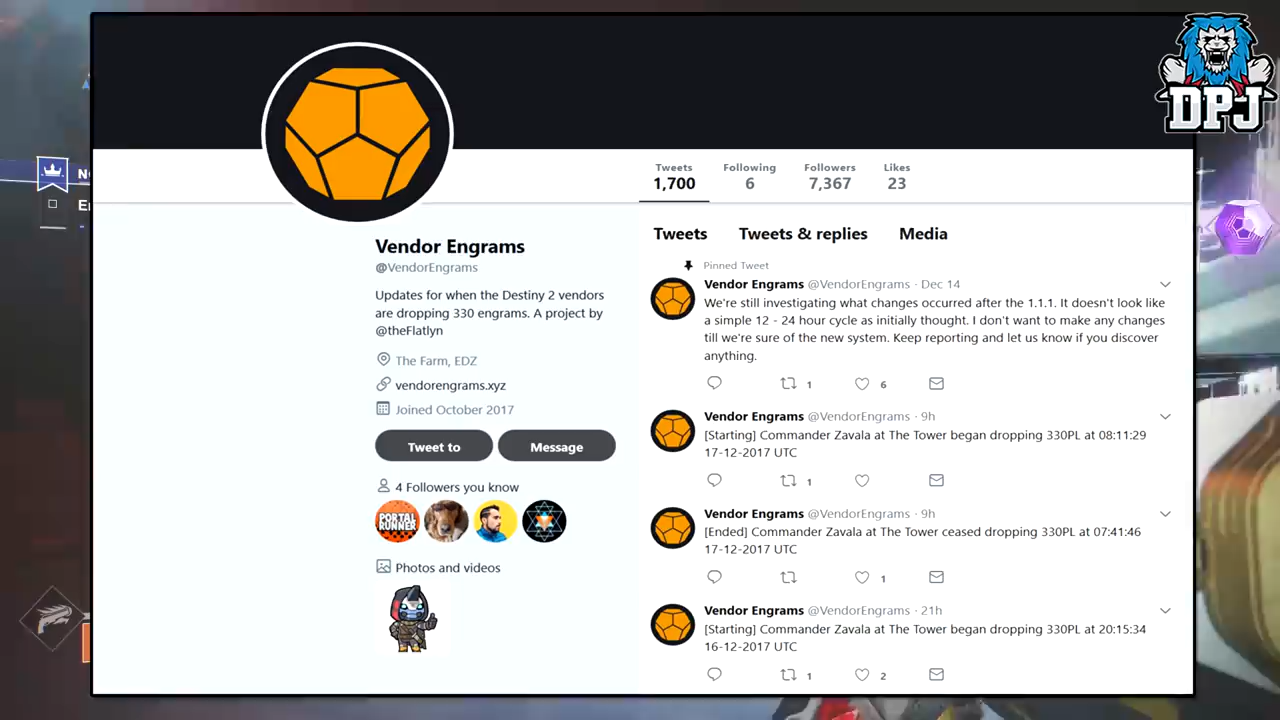 DPJ
Tweets
1,700
Following
6
Followers
7,367
Likes
23
Vendor Engrams
@VendorEngrams
Updates for when the Destiny 2 vendors
are dropping 330 engrams. A project by
@theFlatlyn
The Farm, EDZ
vendorengrams.xyz
Joined October 2017
Tweet to
Message
4 Followers you know
PORTAL
RUNNER
Photos and videos
Tweets
Tweets & replies
Media
Pinned Tweet
Vendor Engrams @VendorEngrams · Dec 14
We're still investigating what changes occurred after the 1.1.1. It doesn't look like
a simple 12 - 24 hour cycle as initially thought. I don't want to make any changes
till we're sure of the new system. Keep reporting and let us know if you discover
anything.
1
6
Vendor Engrams @VendorEngrams · 9h
[Starting] Commander Zavala at The Tower began dropping 330PL at 08:11:29
17-12-2017 UTC
1
Vendor Engrams @VendorEngrams · 9h
[Ended] Commander Zavala at The Tower ceased dropping 330PL at 07:41:46
17-12-2017 UTC
1
Vendor Engrams @VendorEngrams · 21h
[Starting] Commander Zavala at The Tower began dropping 330PL at 20:15:34
16-12-2017 UTC
1
2